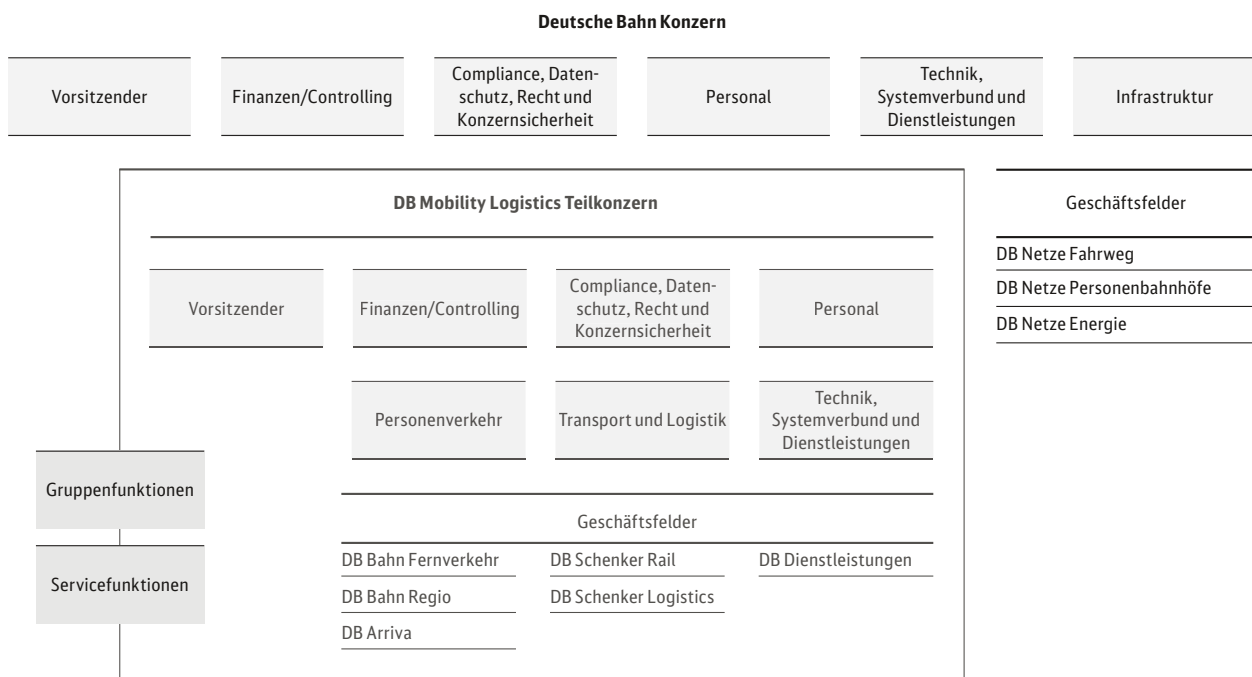 Deutsche Bahn Konzern
Vorsitzender
Finanzen/Controlling
Compliance, Daten-
schutz, Recht und
Konzernsicherheit
Personal
Technik,
Systemverbund und
Dienstleistungen
Infrastruktur
DB Mobility Logistics Teilkonzern
Vorsitzender
Finanzen/Controlling
Compliance, Daten-
schutz, Recht und
Konzernsicherheit
Personal
Personenverkehr
Transport und Logistik
Technik,
Systemverbund und
Dienstleistungen
Gruppenfunktionen
Servicefunktionen
Geschäftsfelder
DB Bahn Fernverkehr
DB Bahn Regio
DB Arriva
DB Schenker Rail
DB Schenker Logistics
DB Dienstleistungen
Geschäftsfelder
DB Netze Fahrweg
DB Netze Personenbahnhöfe
DB Netze Energie